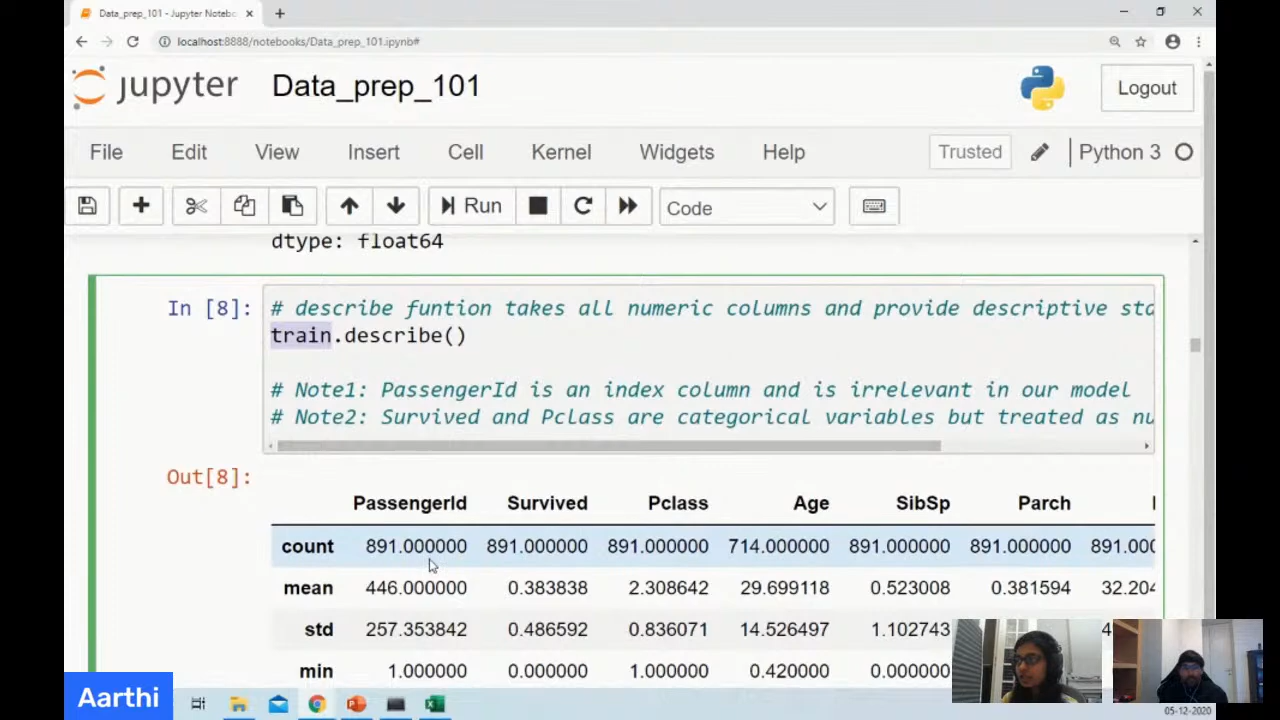 Data_prep_101 - Jupyter Noteb
localhost:8888/notebooks/Data_prep_101.ipynb#
jupyter Data_prep_101 Logout
File Edit View Insert Cell Kernel Widgets Help Trusted Python 3
Run Code
dtype: float64
In [8]: # describe funtion takes all numeric columns and provide descriptive sta
train.describe()
# Note1: PassengerId is an index column and is irrelevant in our model
# Note2: Survived and Pclass are categorical variables but treated as nu
Out[8]:
PassengerId Survived Pclass Age SibSp Parch
count 891.000000 891.000000 891.000000 714.000000 891.000000 891.000000 891.000
mean 446.000000 0.383838 2.308642 29.699118 0.523008 0.381594 32.204
std 257.353842 0.486592 0.836071 14.526497 1.102743
min 1.000000 0.000000 1.000000 0.420000 0.000000
Aarthi
05-12-2020